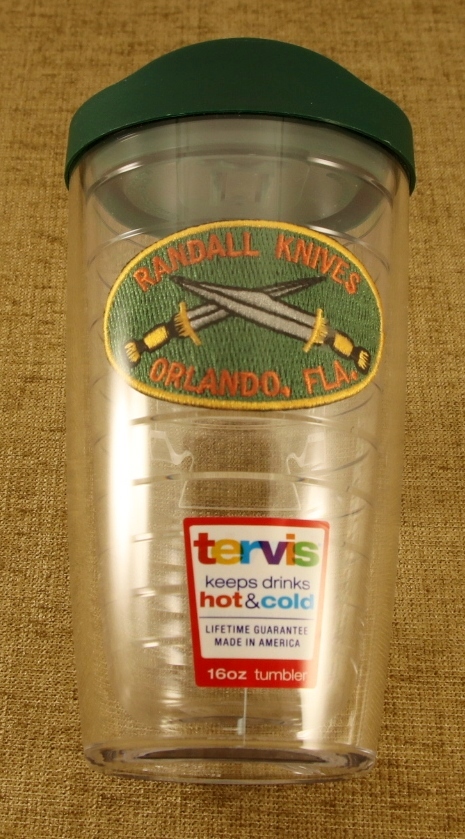 RANDALL KNIVES
ORLANDO, FLA.
tervis
keeps drinks
hot&cold
LIFETIME GUARANTEE
MADE IN AMERICA
16oz tumbler